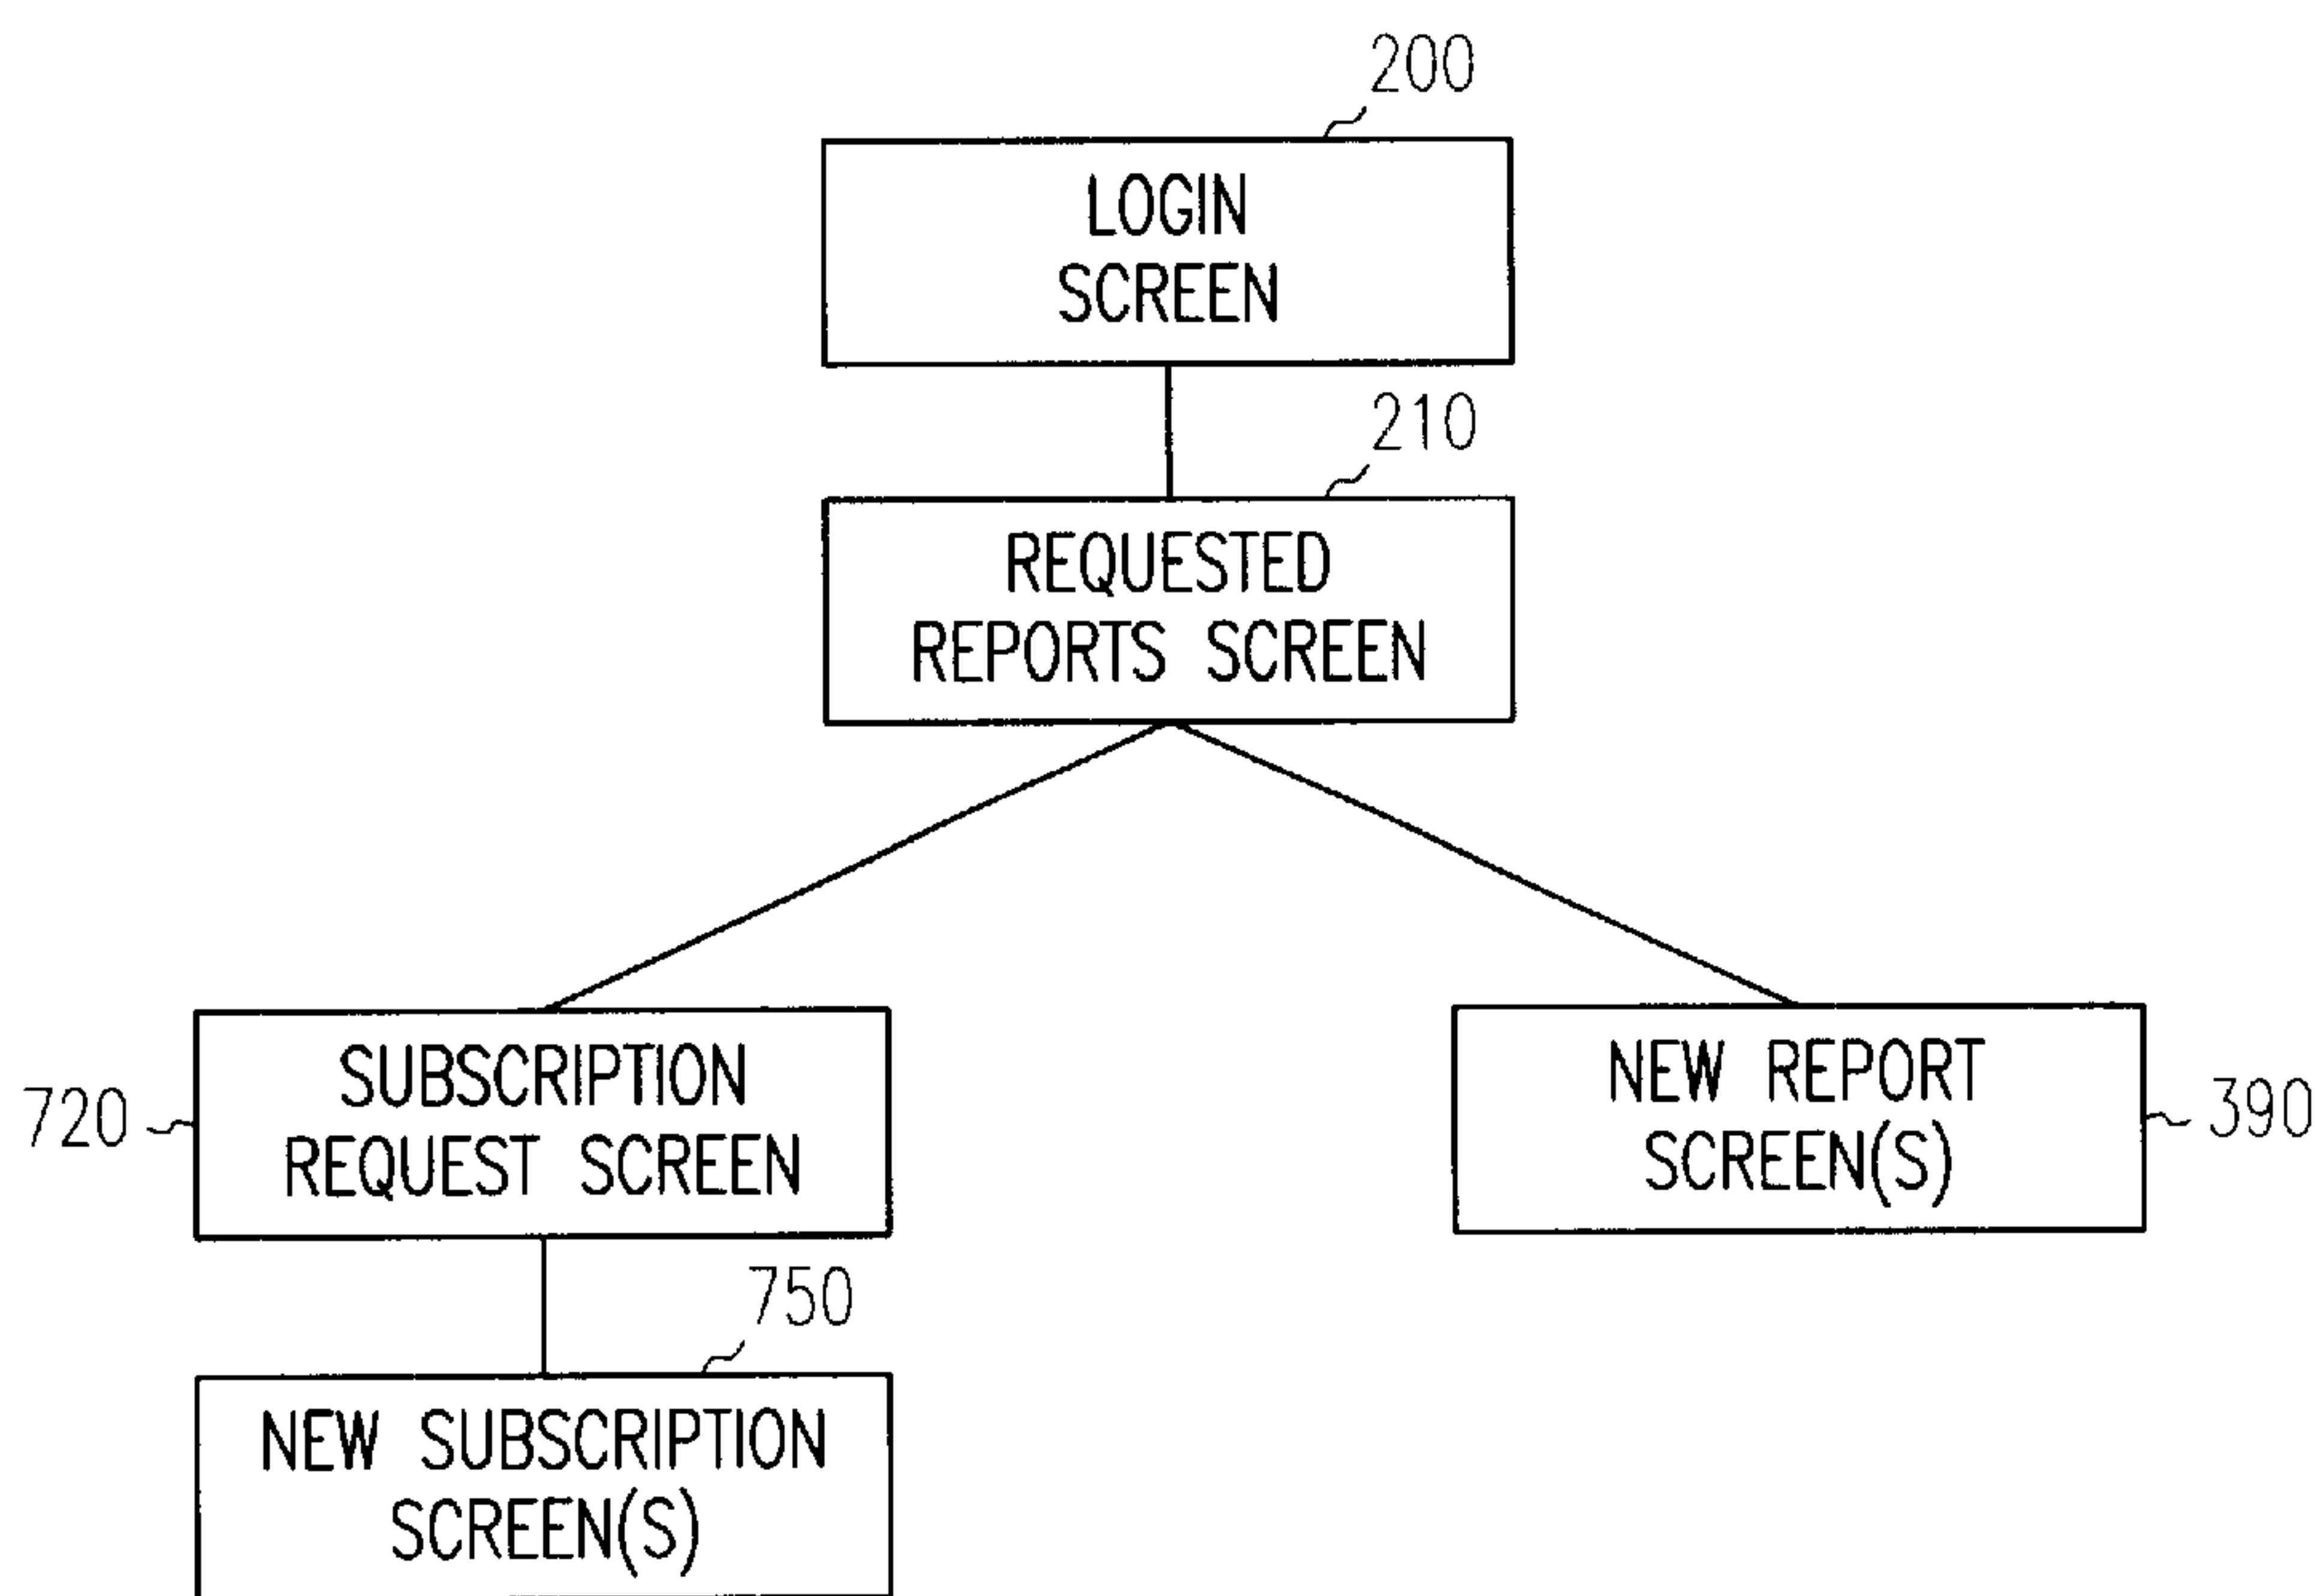 200
LOGIN
SCREEN
210
REQUESTED
REPORTS SCREEN
720
SUBSCRIPTION
REQUEST SCREEN
NEW REPORT
SCREEN(S)
390
750
NEW SUBSCRIPTION
SCREEN(S)